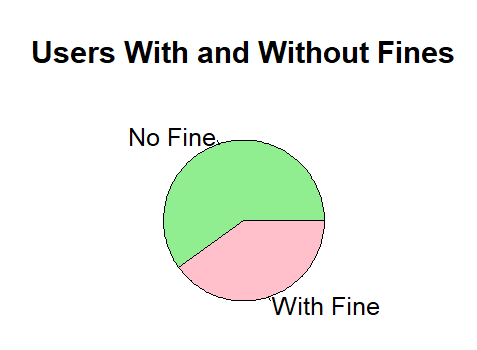 Users With and Without Fines
No Fine
With Fine